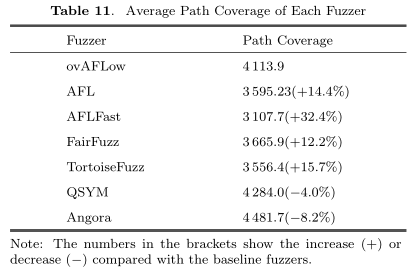 Table 11. Average Path Coverage of Each Fuzzer
Fuzzer Path Coverage
ovAFLow 4 113.9
AFL 3 595.23(+14.4%)
AFLFast 3 107.7(+32.4%)
FairFuzz 3 665.9(+12.2%)
TortoiseFuzz 3 556.4(+15.7%)
QSYM 4 284.0(−4.0%)
Angora 4 481.7(−8.2%)
Note: The numbers in the brackets show the increase (+) or
decrease (−) compared with the baseline fuzzers.